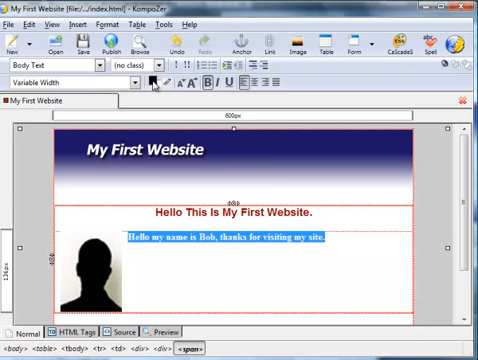 My First Website [file:/.../index.html] - KompoZer
File Edit View Insert Format Table Tools Help
New Open Save Publish Browse Undo Redo Anchor Link Image Table Form CaScadeS Spell
Body Text (no class) ! !!
Variable Width B I U
My First Website
600px
My First Website
Hello This Is My First Website.
Hello my name is Bob, thanks for visiting my site.
136px
Normal HTML Tags Source Preview
<body> <table> <tbody> <tr> <td> <div> <div> <span>